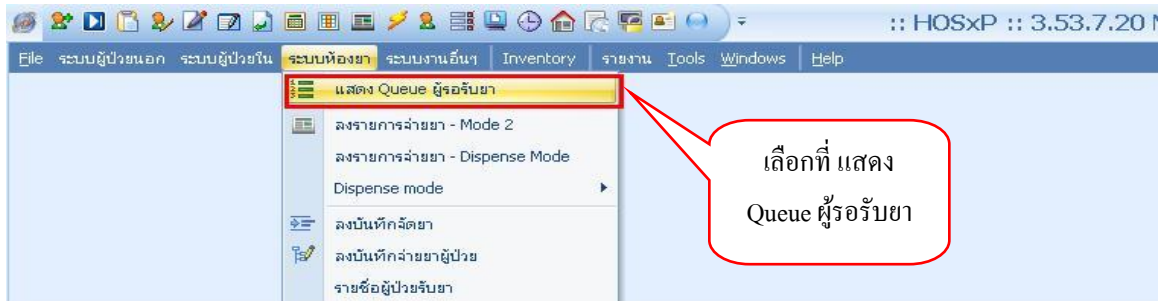 :: HOSxP :: 3.53.7.20
File ระบบผู้ป่วยนอก ระบบผู้ป่วยใน ระบบห้องยา ระบบงานอื่นๆ Inventory รายงาน Tools Windows Help
แสดง Queue ผู้รอรับยา
ลงรายการจ่ายยา - Mode 2
ลงรายการจ่ายยา - Dispense Mode
Dispense mode
ลงบันทึกจัดยา
ลงบันทึกจ่ายยาผู้ป่วย
รายชื่อผู้ป่วยรับยา
เลือกที่ แสดง
Queue ผู้รอรับยา